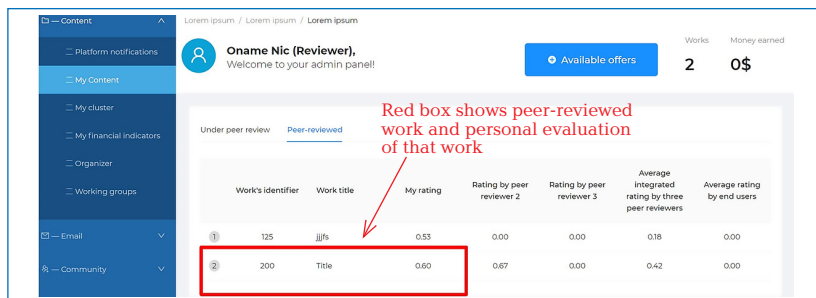 Content
Platform notifications
My Content
My cluster
My financial indicators
Organizer
Working groups
Email
Community
Lorem ipsum / Lorem ipsum / Lorem ipsum
Oname Nic (Reviewer),
Welcome to your admin panel!
Available offers
Works
2
Money earned
0$
Red box shows peer-reviewed
work and personal evaluation
of that work
Under peer review Peer-reviewed
Work's identifier
Work title
My rating
Rating by peer
reviewer 2
Rating by peer
reviewer 3
Average
integrated
rating by three
peer reviewers
Average rating
by end users
1 125 jjjfs 0.53 0.00 0.00 0.18 0.00
2 200 Title 0.60 0.67 0.00 0.42 0.00